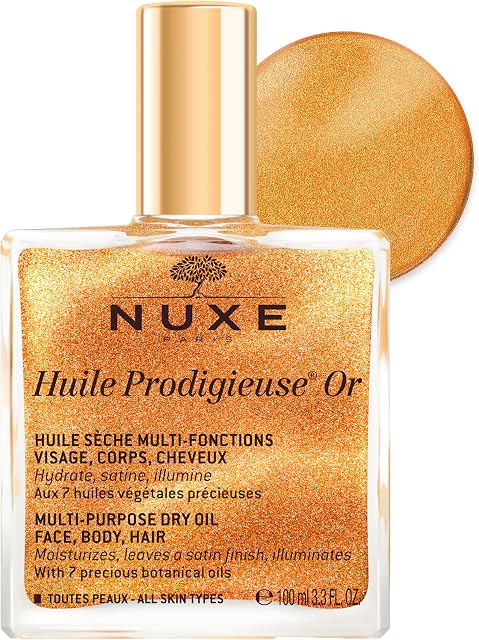 NUXE
PARIS
Huile Prodigieuse® Or
HUILE SÈCHE MULTI-FONCTIONS
VISAGE, CORPS, CHEVEUX
Hydrate, satine, illumine
Aux 7 huiles végétales précieuses
MULTI-PURPOSE DRY OIL
FACE, BODY, HAIR
Moisturizes, leaves a satin finish, illuminates
With 7 precious botanical oils
■ TOUTES PEAUX - ALL SKIN TYPES ℮ 100 ml 3.3 FL. OZ.